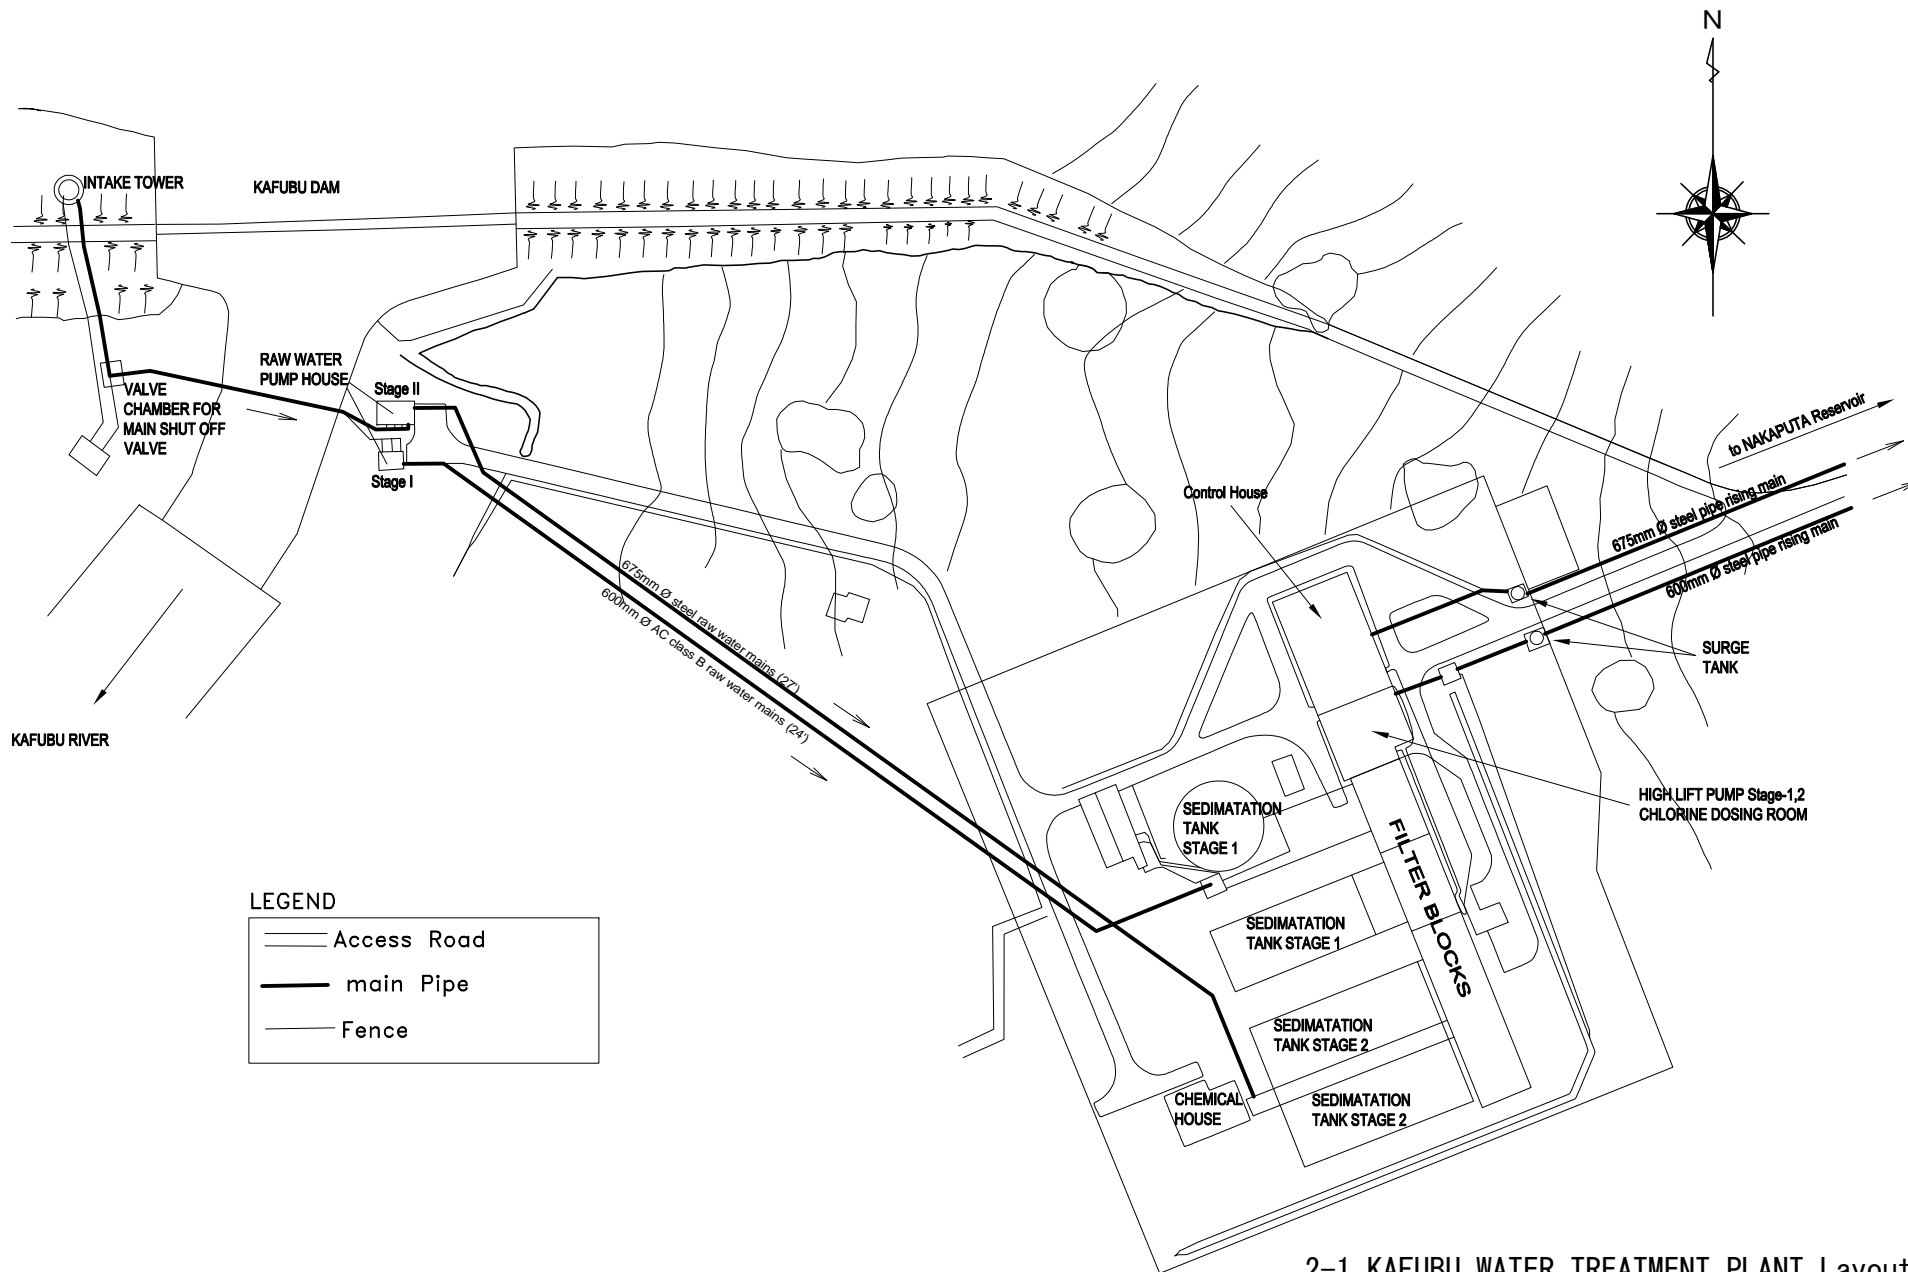 N
INTAKE TOWER
KAFUBU DAM
RAW WATER
PUMP HOUSE
Stage II
VALVE
CHAMBER FOR
MAIN SHUT OFF
VALVE
Stage I
to NAKAPUTA Reservoir
Control House
675mm Ø steel pipe rising main
600mm Ø steel pipe rising main
675mm Ø steel raw water mains (27')
600mm Ø AC class B raw water mains (24')
SURGE
TANK
KAFUBU RIVER
HIGH LIFT PUMP Stage-1,2
CHLORINE DOSING ROOM
SEDIMATATION
TANK
STAGE 1
FILTER BLOCKS
LEGEND
Access Road
main Pipe
Fence
SEDIMATATION
TANK STAGE 1
SEDIMATATION
TANK STAGE 2
CHEMICAL
HOUSE
SEDIMATATION
TANK STAGE 2
2-1 KAFUBU WATER TREATMENT PLANT Layout